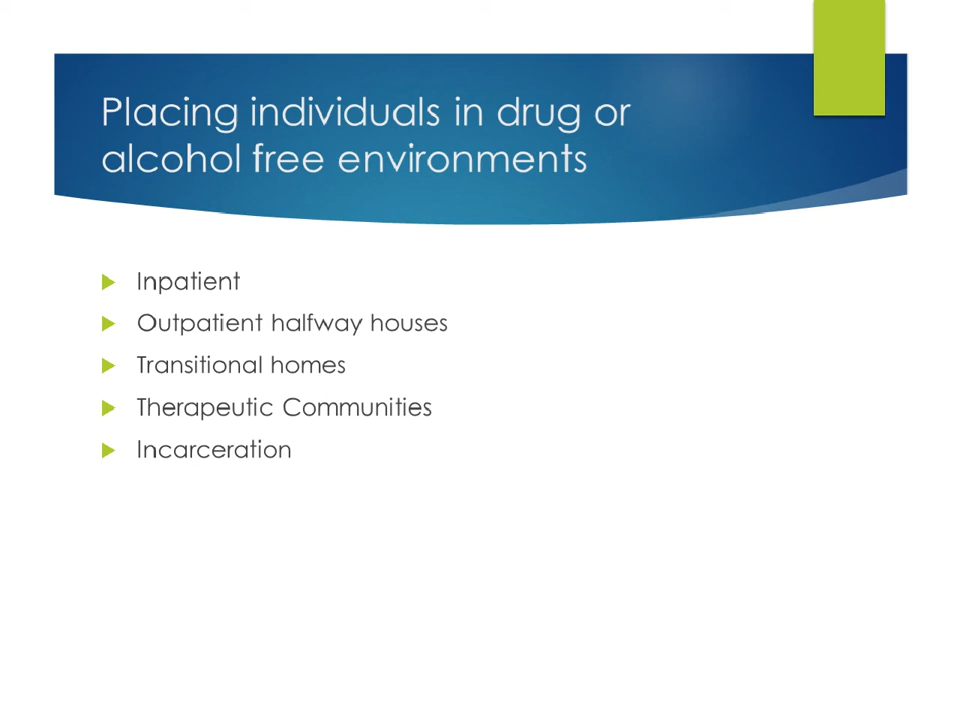 Placing individuals in drug or
alcohol free environments
Inpatient
Outpatient halfway houses
Transitional homes
Therapeutic Communities
Incarceration